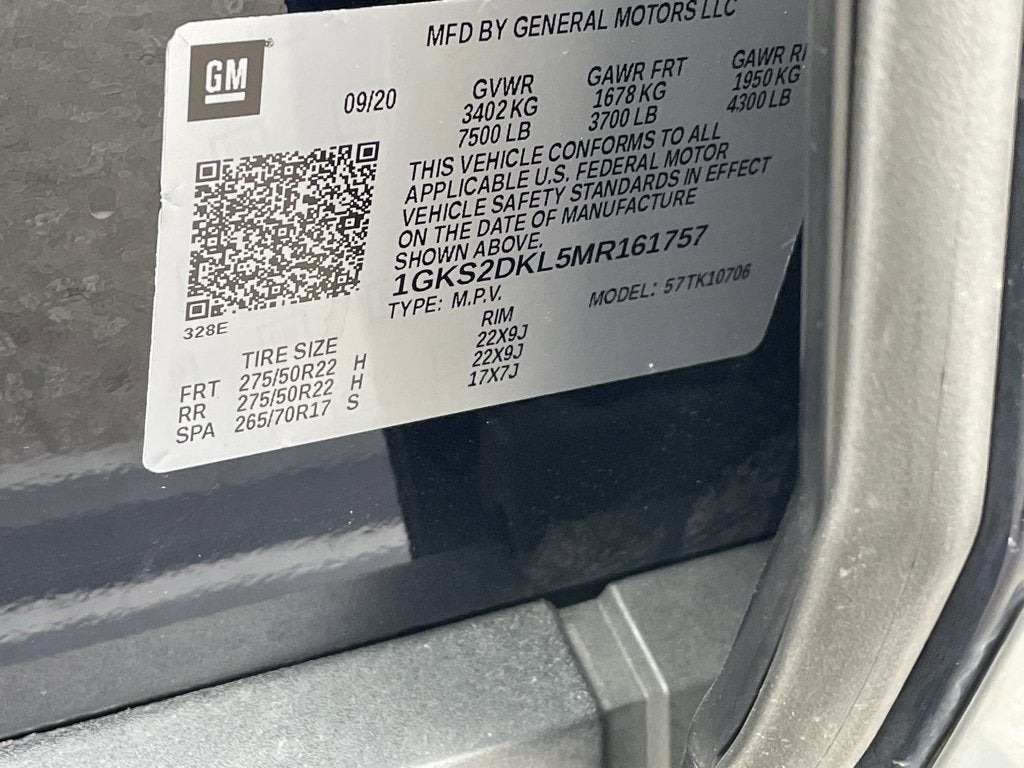 MFD BY GENERAL MOTORS LLC
GM
09/20
GVWR GAWR FRT GAWR
3402 KG 1678 KG 1950 KG
7500 LB 3700 LB 4300 LB
THIS VEHICLE CONFORMS TO ALL
APPLICABLE U.S. FEDERAL MOTOR
VEHICLE SAFETY STANDARDS IN EFFECT
ON THE DATE OF MANUFACTURE
SHOWN ABOVE.
1GKS2DKL5MR161757
TYPE: M.P.V. MODEL: 57TK10706
328E
TIRE SIZE RIM
FRT 275/50R22 H 22X9J
RR 275/50R22 H 22X9J
SPA 265/70R17 S 17X7J